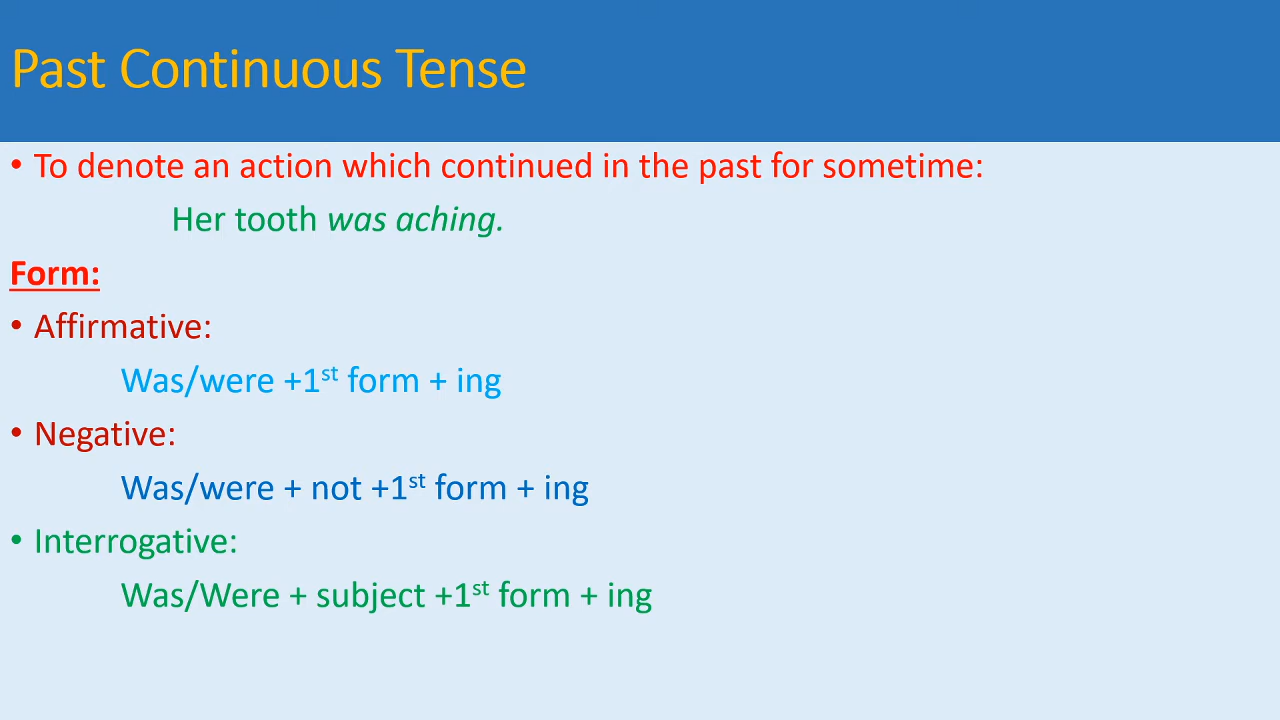 Past Continuous Tense
• To denote an action which continued in the past for sometime:
Her tooth was aching.
Form:
• Affirmative:
Was/were +1st form + ing
• Negative:
Was/were + not +1st form + ing
• Interrogative:
Was/Were + subject +1st form + ing